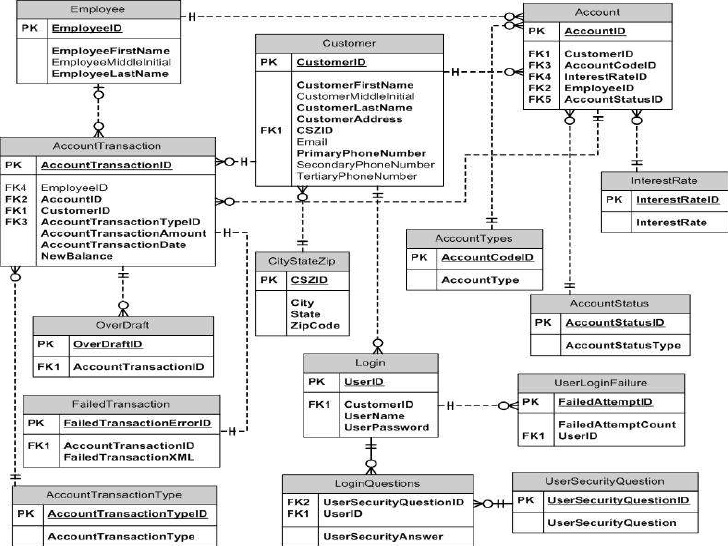 Employee
PK EmployeeID
EmployeeFirstName
EmployeeMiddleInitial
EmployeeLastName
Account
PK AccountID
FK1 CustomerID
FK3 AccountCodeID
FK4 InterestRateID
FK2 EmployeeID
FK5 AccountStatusID
Customer
PK CustomerID
CustomerFirstName
CustomerMiddleInitial
CustomerLastName
CustomerAddress
FK1 CSZID
Email
PrimaryPhoneNumber
SecondaryPhoneNumber
TertiaryPhoneNumber
AccountTransaction
PK AccountTransactionID
FK4 EmployeeID
FK2 AccountID
FK1 CustomerID
FK3 AccountTransactionTypeID
AccountTransactionAmount
AccountTransactionDate
NewBalance
InterestRate
PK InterestRateID
InterestRate
AccountTypes
PK AccountCodeID
AccountType
CityStateZip
PK CSZID
City
State
ZipCode
AccountStatus
PK AccountStatusID
AccountStatusType
OverDraft
PK OverDraftID
FK1 AccountTransactionID
Login
PK UserID
FK1 CustomerID
UserName
UserPassword
UserLoginFailure
PK FailedAttemptID
FailedAttemptCount
FK1 UserID
FailedTransaction
PK FailedTransactionErrorID
FK1 AccountTransactionID
FailedTransactionXML
LoginQuestions
FK2 UserSecurityQuestionID
FK1 UserID
UserSecurityAnswer
UserSecurityQuestion
PK UserSecurityQuestionID
UserSecurityQuestion
AccountTransactionType
PK AccountTransactionTypeID
AccountTransactionType